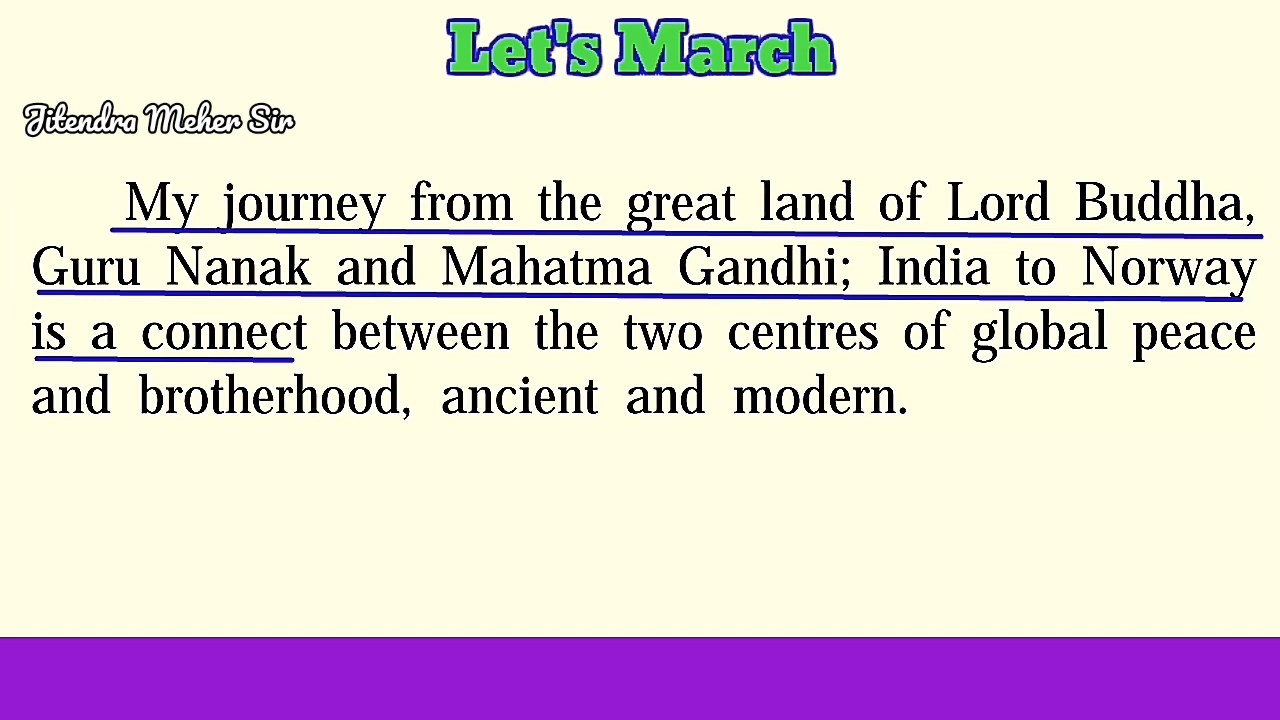 Let's March
Jitendra Meher Sir
My journey from the great land of Lord Buddha,
Guru Nanak and Mahatma Gandhi; India to Norway
is a connect between the two centres of global peace
and brotherhood, ancient and modern.